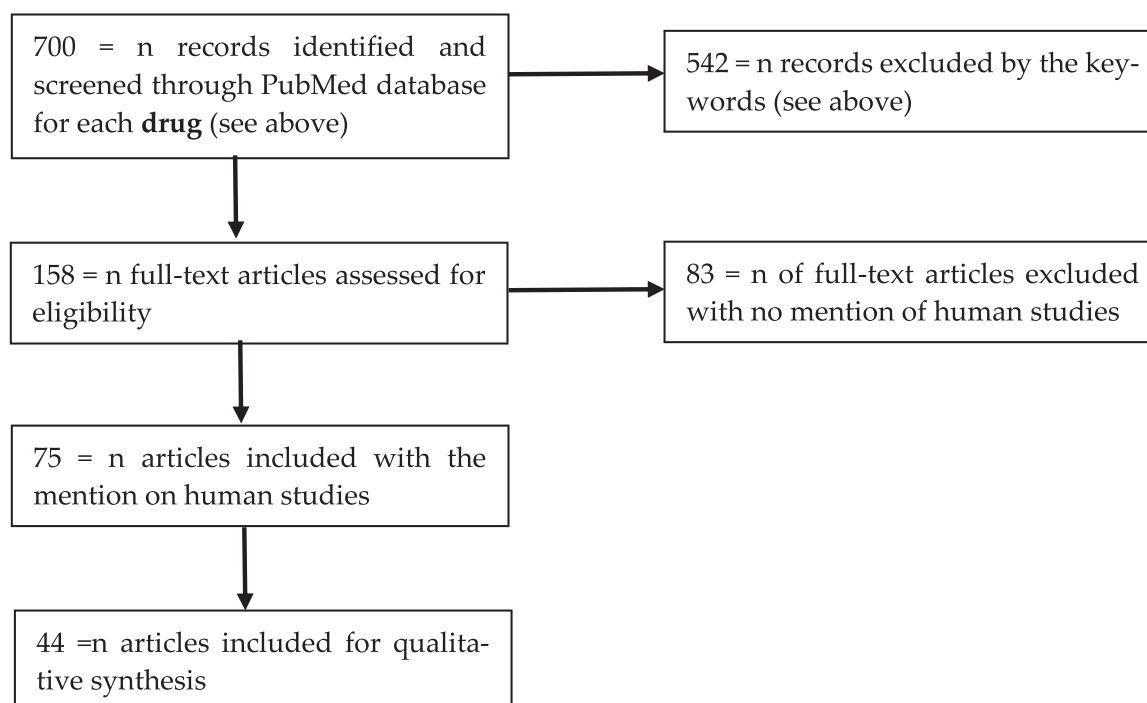 700 = n records identified and
screened through PubMed database
for each drug (see above)
542 = n records excluded by the key-
words (see above)
158 = n full-text articles assessed for
eligibility
83 = n of full-text articles excluded
with no mention of human studies
75 = n articles included with the
mention on human studies
44 =n articles included for qualita-
tive synthesis